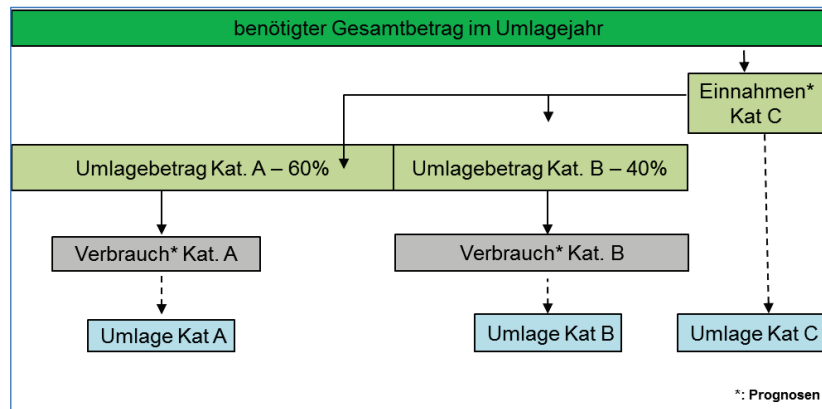 benötigter Gesamtbetrag im Umlagejahr
Einnahmen*
Kat C
Umlagebetrag Kat. A – 60%
Umlagebetrag Kat. B – 40%
Verbrauch* Kat. A
Verbrauch* Kat. B
Umlage Kat A
Umlage Kat B
Umlage Kat C
*: Prognosen